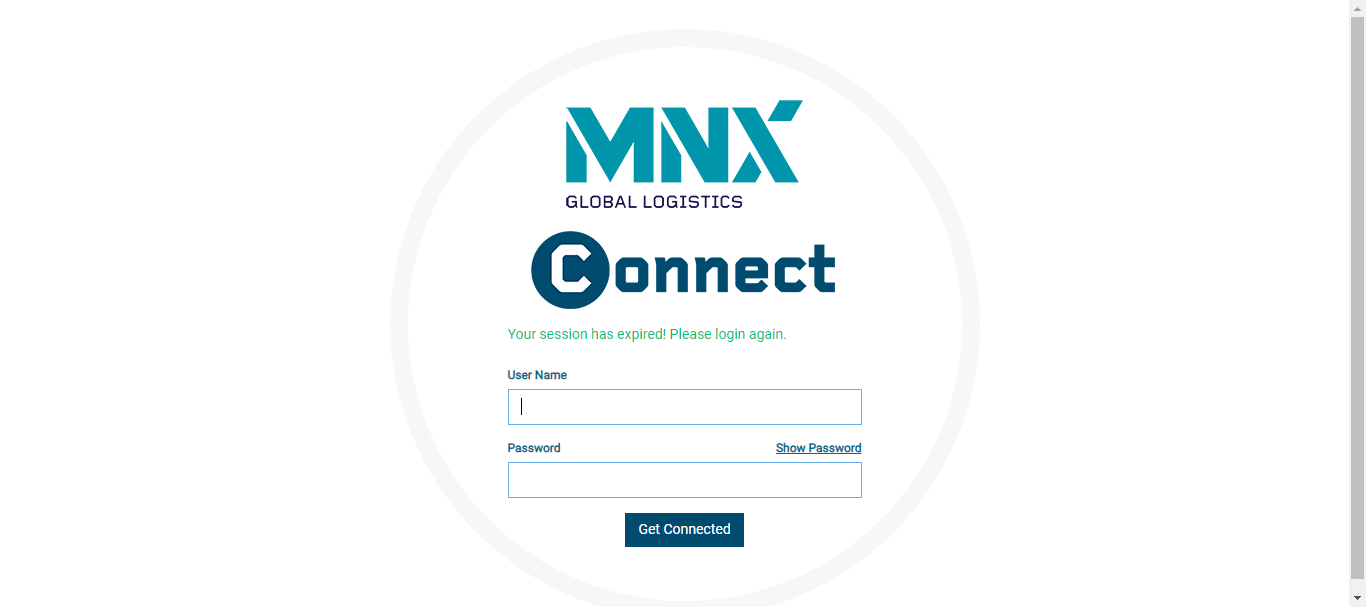 MNX
GLOBAL LOGISTICS
Connect
Your session has expired! Please login again.
User Name
Password Show Password
Get Connected